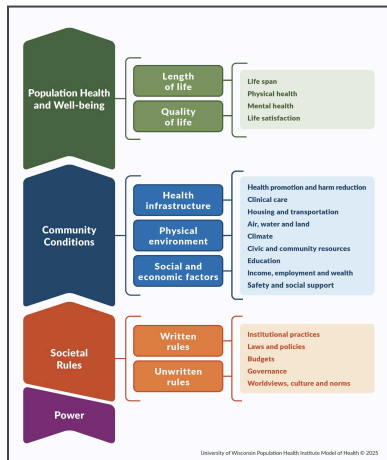 Population Health
and Well-being
Length
of life
Quality
of life
Life span
Physical health
Mental health
Life satisfaction
Community
Conditions
Health
infrastructure
Physical
environment
Social and
economic factors
Health promotion and harm reduction
Clinical care
Housing and transportation
Air, water and land
Climate
Civic and community resources
Education
Income, employment and wealth
Safety and social support
Societal
Rules
Written
rules
Unwritten
rules
Institutional practices
Laws and policies
Budgets
Governance
Worldviews, culture and norms
Power
University of Wisconsin Population Health Institute Model of Health © 2025